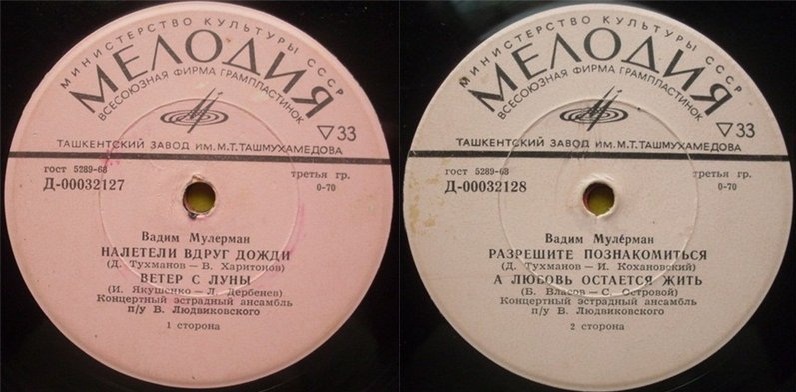 МИНИСТЕРСТВО КУЛЬТУРЫ СССР
МЕЛОДИЯ
ВСЕСОЮЗНАЯ ФИРМА ГРАМПЛАСТИНОК
▽33
ТАШКЕНТСКИЙ ЗАВОД ИМ. М.Т. ТАШМУХАМЕДОВА
гост 5289-68
третья гр.
Д-00032127
0-70
Вадим Мулерман
НАЛЕТЕЛИ ВДРУГ ДОЖДИ
(Д. Тухманов — В. Харитонов)
ВЕТЕР С ЛУНЫ
(И. Якушенко — Л. Дербенев)
Концертный эстрадный ансамбль
п/у В. Людвиковского
1 сторона
МИНИСТЕРСТВО КУЛЬТУРЫ СССР
МЕЛОДИЯ
ВСЕСОЮЗНАЯ ФИРМА ГРАМПЛАСТИНОК
▽33
ТАШКЕНТСКИЙ ЗАВОД ИМ. М.Т. ТАШМУХАМЕДОВА
гост 5289-68
третья гр.
Д-00032128
0-70
Вадим Мулерман
РАЗРЕШИТЕ ПОЗНАКОМИТЬСЯ
(Д. Тухманов — И. Кохановский)
А ЛЮБОВЬ ОСТАЕТСЯ ЖИТЬ
(В. Власов — С. Островой)
Концертный эстрадный ансамбль
п/у В. Людвиковского
2 сторона